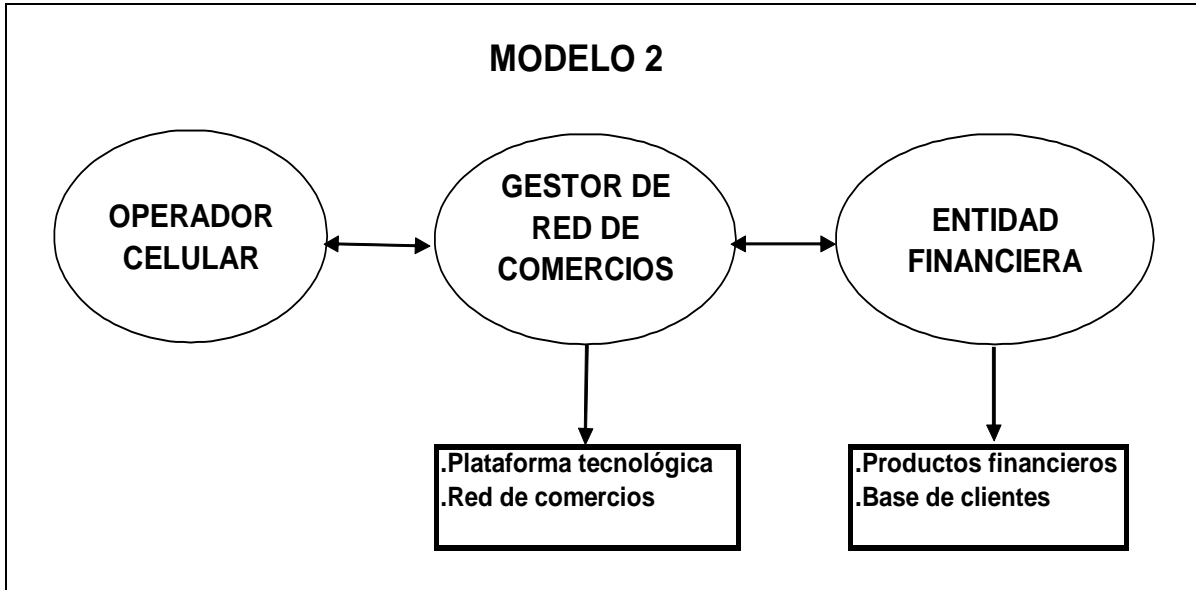 MODELO 2
OPERADOR
CELULAR
GESTOR DE
RED DE
COMERCIOS
ENTIDAD
FINANCIERA
.Plataforma tecnológica
.Red de comercios
.Productos financieros
.Base de clientes